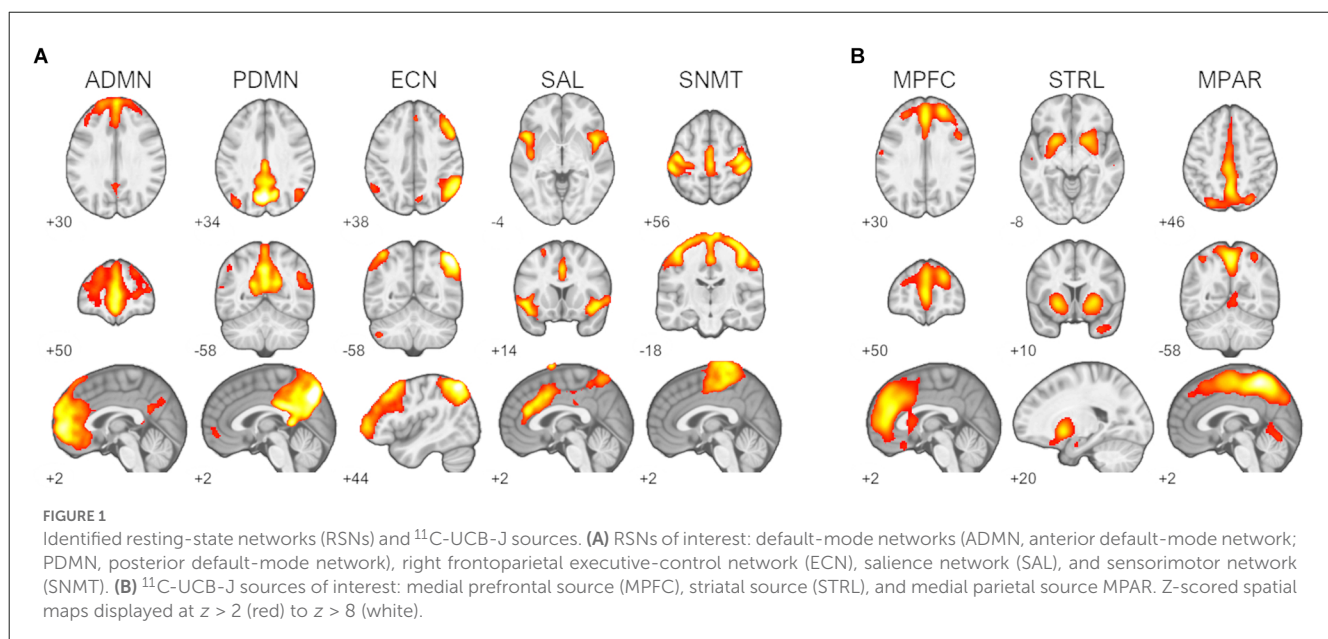 A
B
ADMN PDMN ECN SAL SNMT MPFC STRL MPAR
+30 +34 +38 -4 +56 +30 -8 +46
+50 -58 -58 +14 -18 +50 +10 -58
+2 +2 +44 +2 +2 +2 +20 +2
FIGURE 1
Identified resting-state networks (RSNs) and ¹¹C-UCB-J sources. (A) RSNs of interest: default-mode networks (ADMN, anterior default-mode network;
PDMN, posterior default-mode network), right frontoparietal executive-control network (ECN), salience network (SAL), and sensorimotor network
(SNMT). (B) ¹¹C-UCB-J sources of interest: medial prefrontal source (MPFC), striatal source (STRL), and medial parietal source MPAR. Z-scored spatial
maps displayed at z > 2 (red) to z > 8 (white).